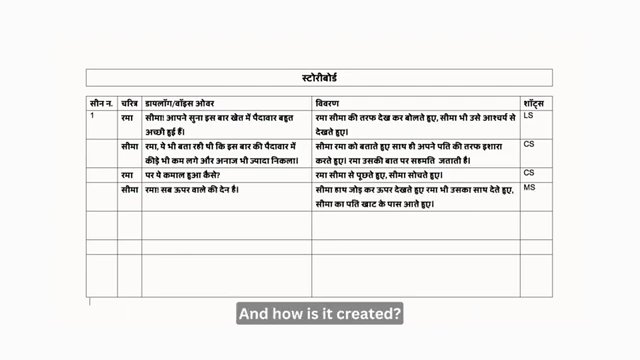 स्टोरीबोर्ड
सीन न. चरित्र डायलॉग/वॉइस ओवर विवरण शॉट्स
1 रमा सीमा! आपने सुना इस बार खेत में पैदावार बहुत रमा सीमा की तरफ देख कर बोलते हुए, सीमा भी उसे आश्चर्य से LS
अच्छी हुई हैं। देखते हुए।
सीमा रमा, ये भी बता रही थी कि इस बार की पैदावार में सीमा रमा को बताते हुए साथ ही अपने पति की तरफ इशारा CS
कीड़े भी कम लगे और अनाज भी ज्यादा निकला। करते हुए। रमा उसकी बात पर सहमति जताती हैं।
रमा पर ये कमाल हुआ कैसे? रमा सीमा से पूछते हुए, सीमा सोचते हुए। CS
सीमा रमा! सब ऊपर वाले की देन है। सीमा हाथ जोड़ कर ऊपर देखते हुए रमा भी उसका साथ देते हुए, MS
सीमा का पति खाट के पास आते हुए।
And how is it created?